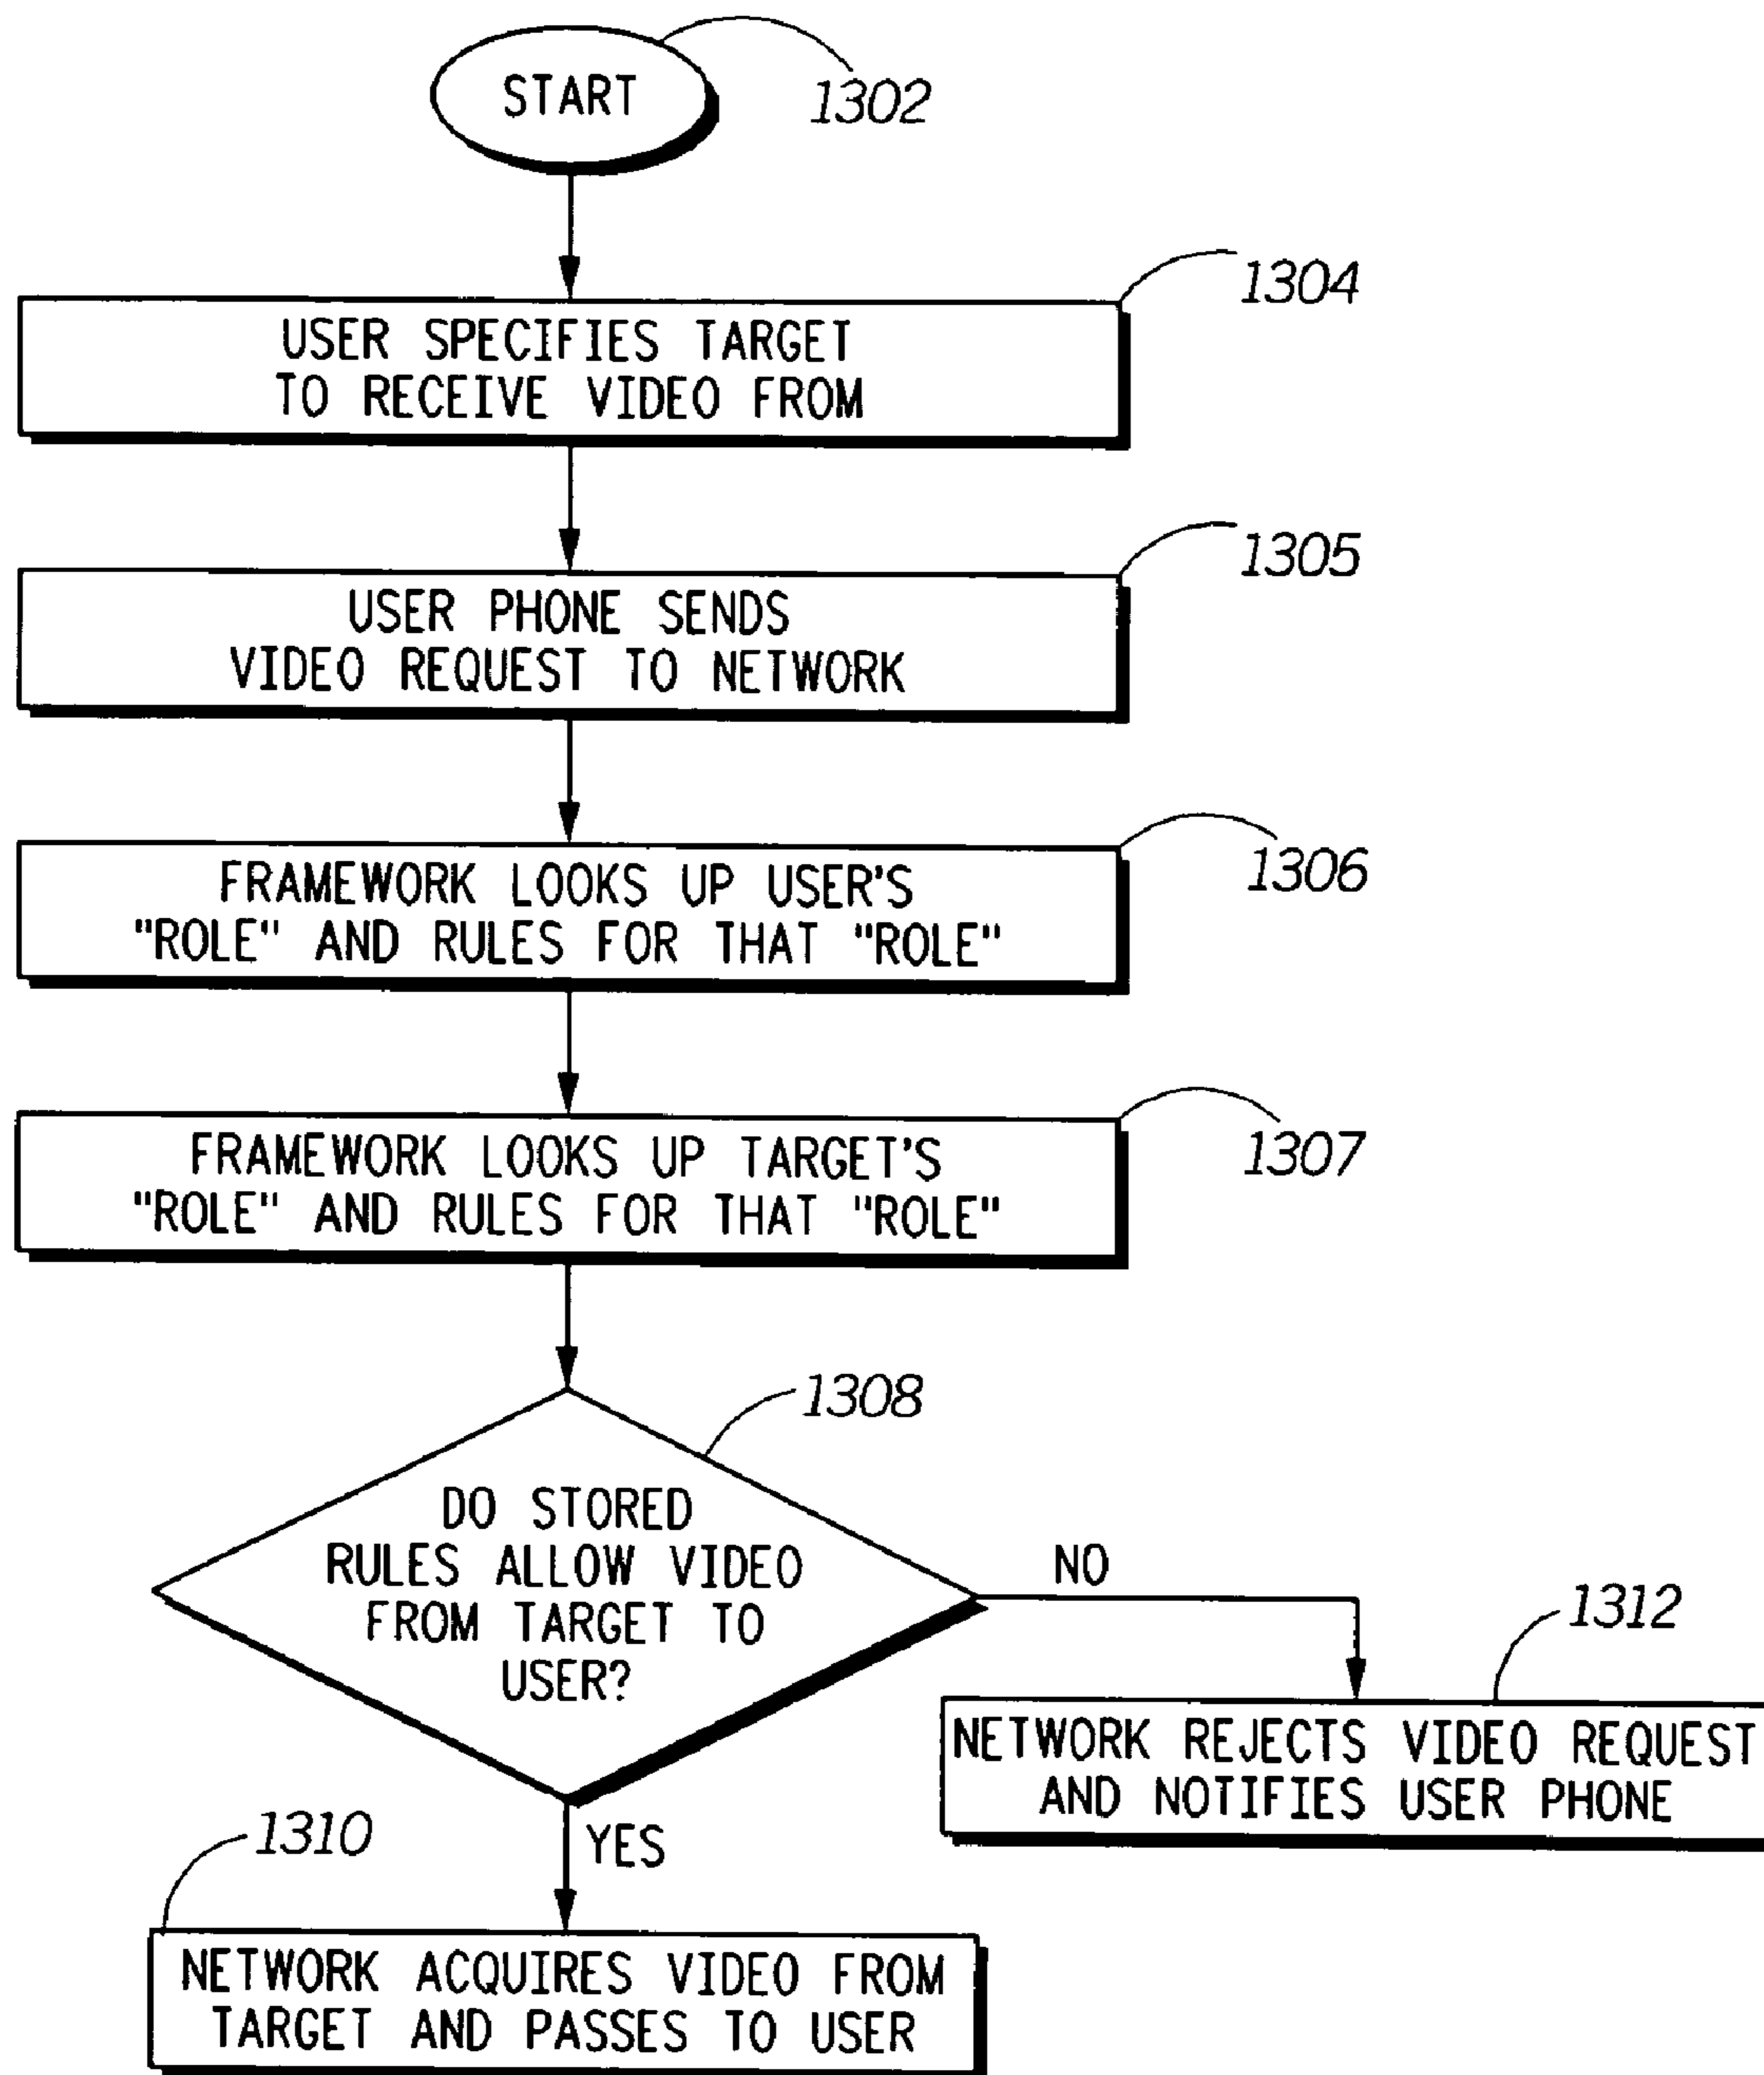 START
1302
1304
USER SPECIFIES TARGET
TO RECEIVE VIDEO FROM
1305
USER PHONE SENDS
VIDEO REQUEST TO NETWORK
1306
FRAMEWORK LOOKS UP USER'S
"ROLE" AND RULES FOR THAT "ROLE"
1307
FRAMEWORK LOOKS UP TARGET'S
"ROLE" AND RULES FOR THAT "ROLE"
1308
DO STORED
RULES ALLOW VIDEO
FROM TARGET TO
USER?
NO
1312
NETWORK REJECTS VIDEO REQUEST
AND NOTIFIES USER PHONE
1310
YES
NETWORK ACQUIRES VIDEO FROM
TARGET AND PASSES TO USER